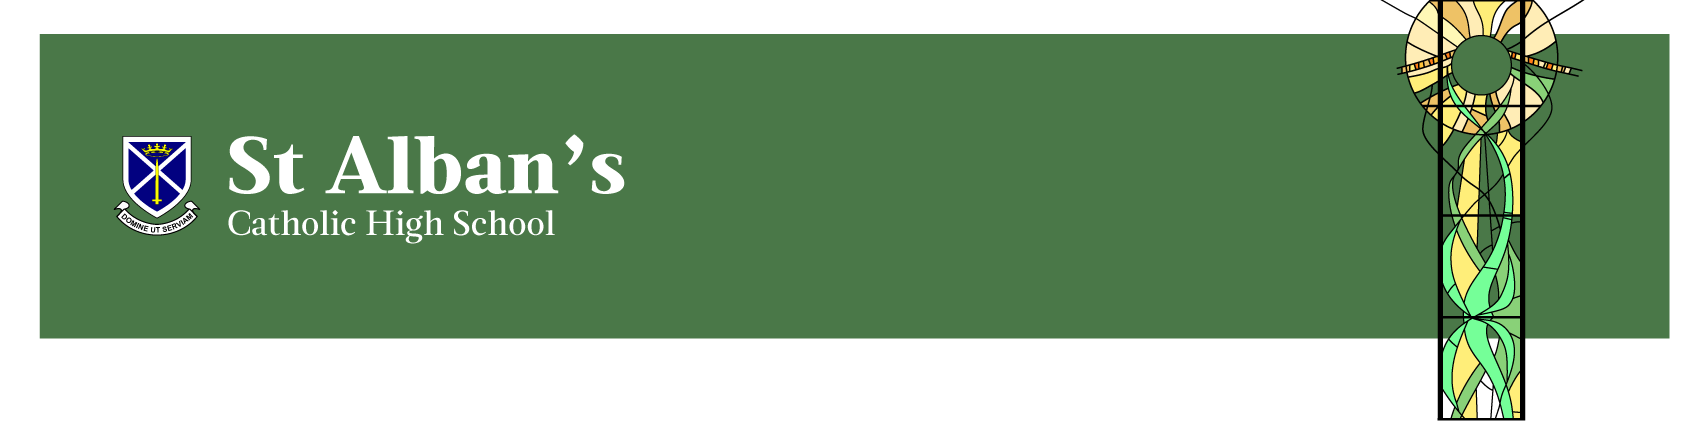 St Alban’s
Catholic High School
DOMINE UT SERVIAM